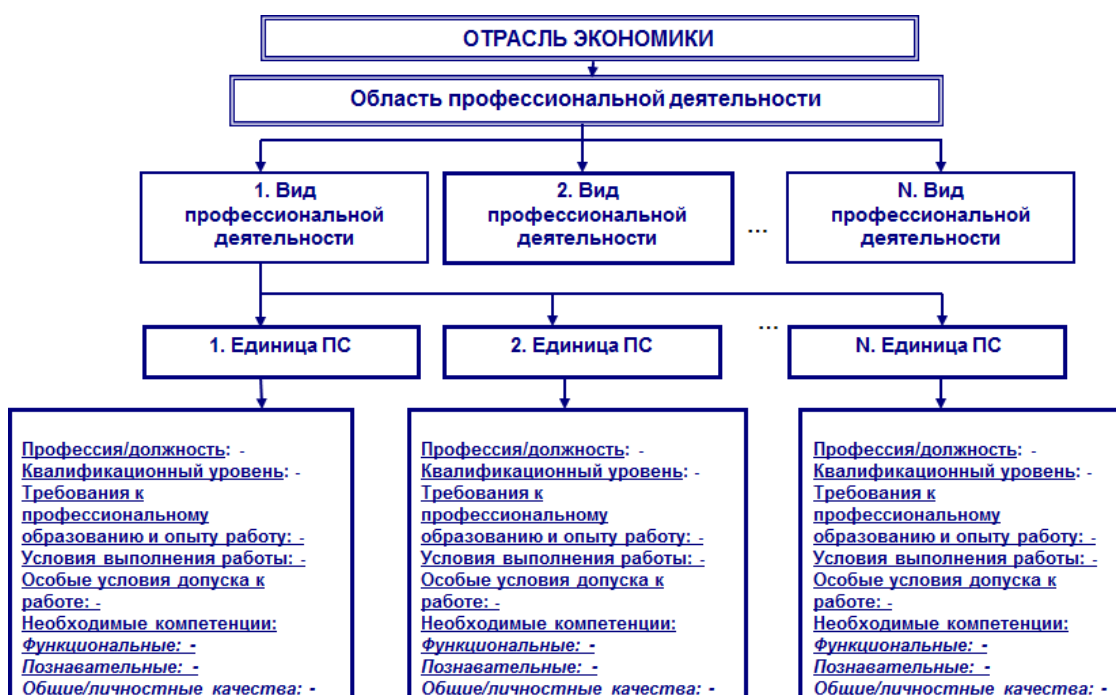 ОТРАСЛЬ ЭКОНОМИКИ
Область профессиональной деятельности
1. Вид
профессиональной
деятельности
2. Вид
профессиональной
деятельности
...
N. Вид
профессиональной
деятельности
1. Единица ПС
2. Единица ПС
...
N. Единица ПС
Профессия/должность: -
Квалификационный уровень: -
Требования к
профессиональному
образованию и опыту работу: -
Условия выполнения работы: -
Особые условия допуска к
работе: -
Необходимые компетенции:
Функциональные: -
Познавательные: -
Общие/личностные качества: -
Профессия/должность: -
Квалификационный уровень: -
Требования к
профессиональному
образованию и опыту работу: -
Условия выполнения работы: -
Особые условия допуска к
работе: -
Необходимые компетенции:
Функциональные: -
Познавательные: -
Общие/личностные качества: -
Профессия/должность: -
Квалификационный уровень: -
Требования к
профессиональному
образованию и опыту работу: -
Условия выполнения работы: -
Особые условия допуска к
работе: -
Необходимые компетенции:
Функциональные: -
Познавательные: -
Общие/личностные качества: -